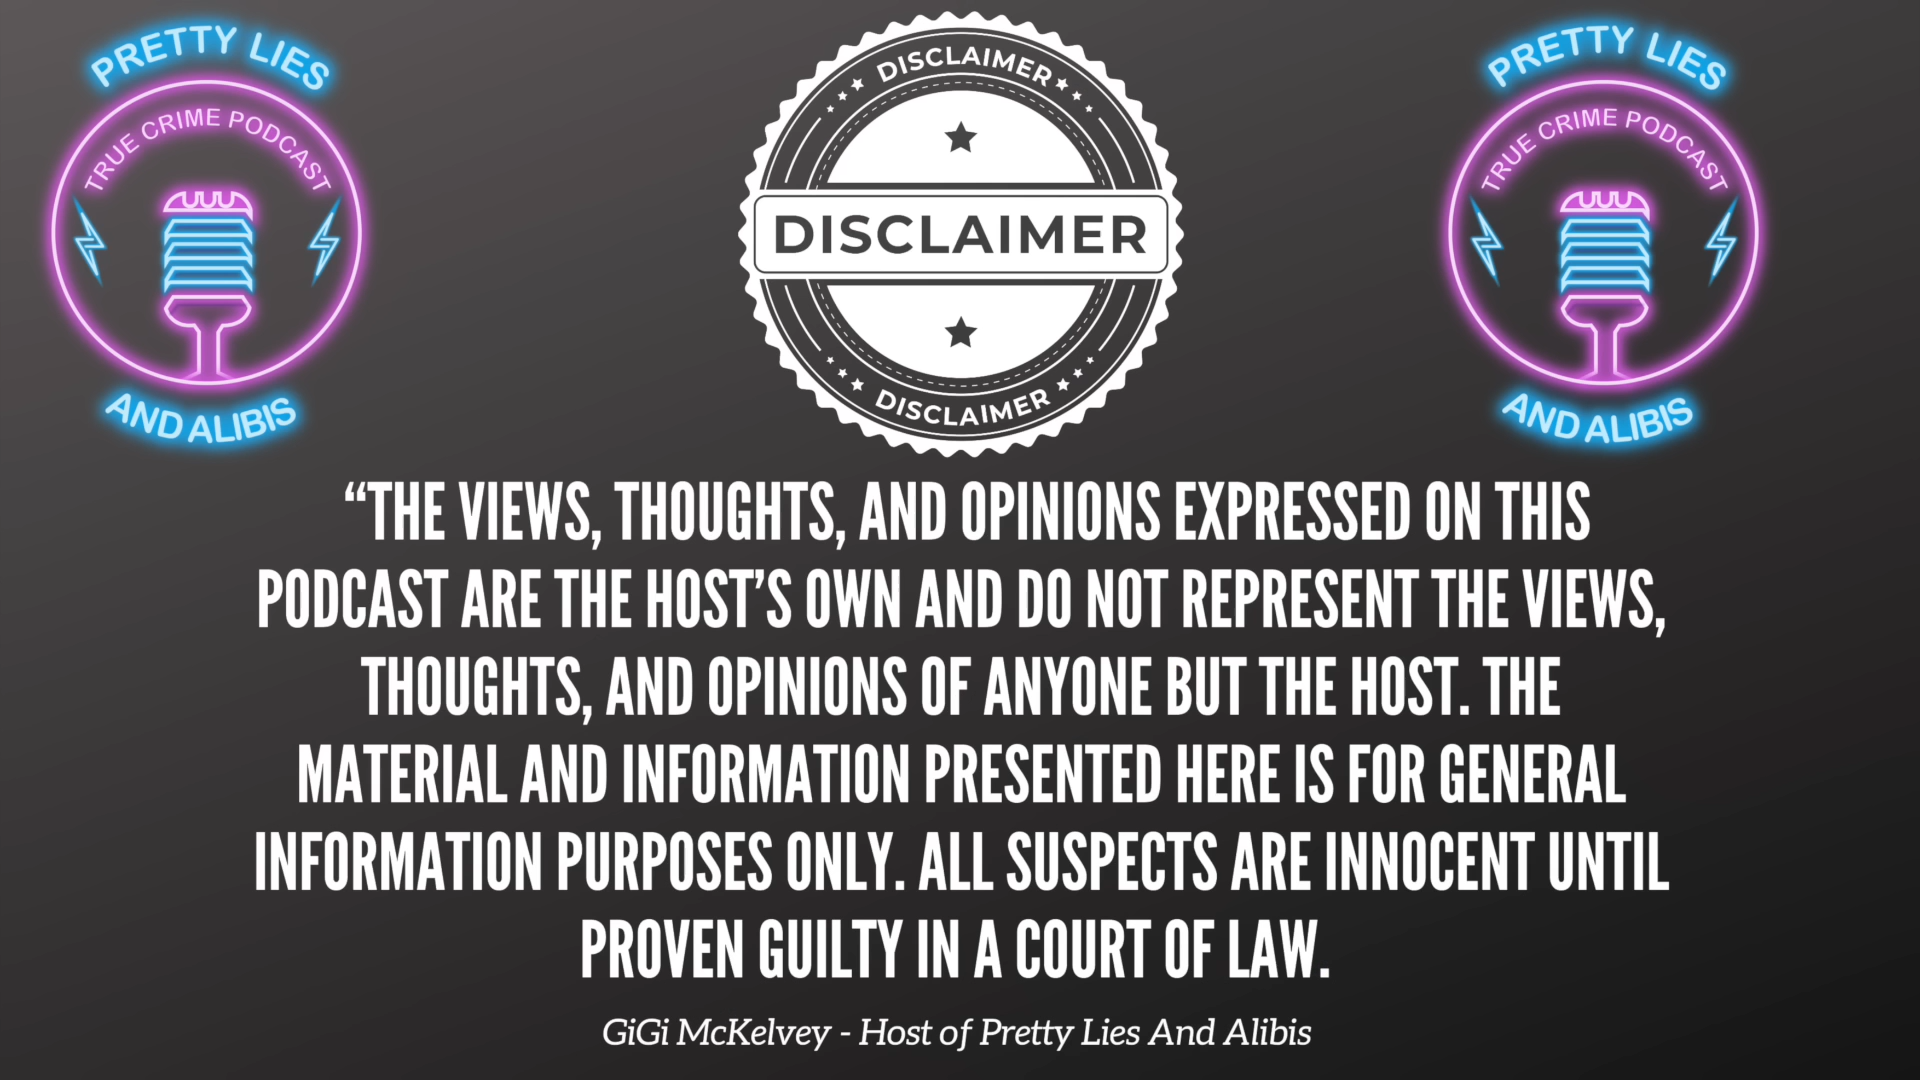 PRETTY LIES
TRUE CRIME PODCAST
AND ALIBIS
DISCLAIMER
DISCLAIMER
DISCLAIMER
PRETTY LIES
TRUE CRIME PODCAST
AND ALIBIS
“THE VIEWS, THOUGHTS, AND OPINIONS EXPRESSED ON THIS
PODCAST ARE THE HOST’S OWN AND DO NOT REPRESENT THE VIEWS,
THOUGHTS, AND OPINIONS OF ANYONE BUT THE HOST. THE
MATERIAL AND INFORMATION PRESENTED HERE IS FOR GENERAL
INFORMATION PURPOSES ONLY. ALL SUSPECTS ARE INNOCENT UNTIL
PROVEN GUILTY IN A COURT OF LAW.
GiGi McKelvey - Host of Pretty Lies And Alibis